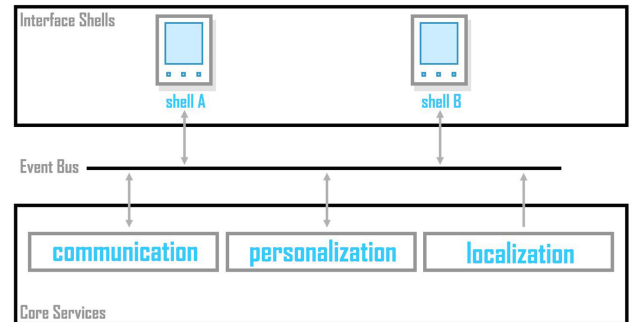 Interface Shells
shell A
shell B
Event Bus
communication
personalization
localization
Core Services